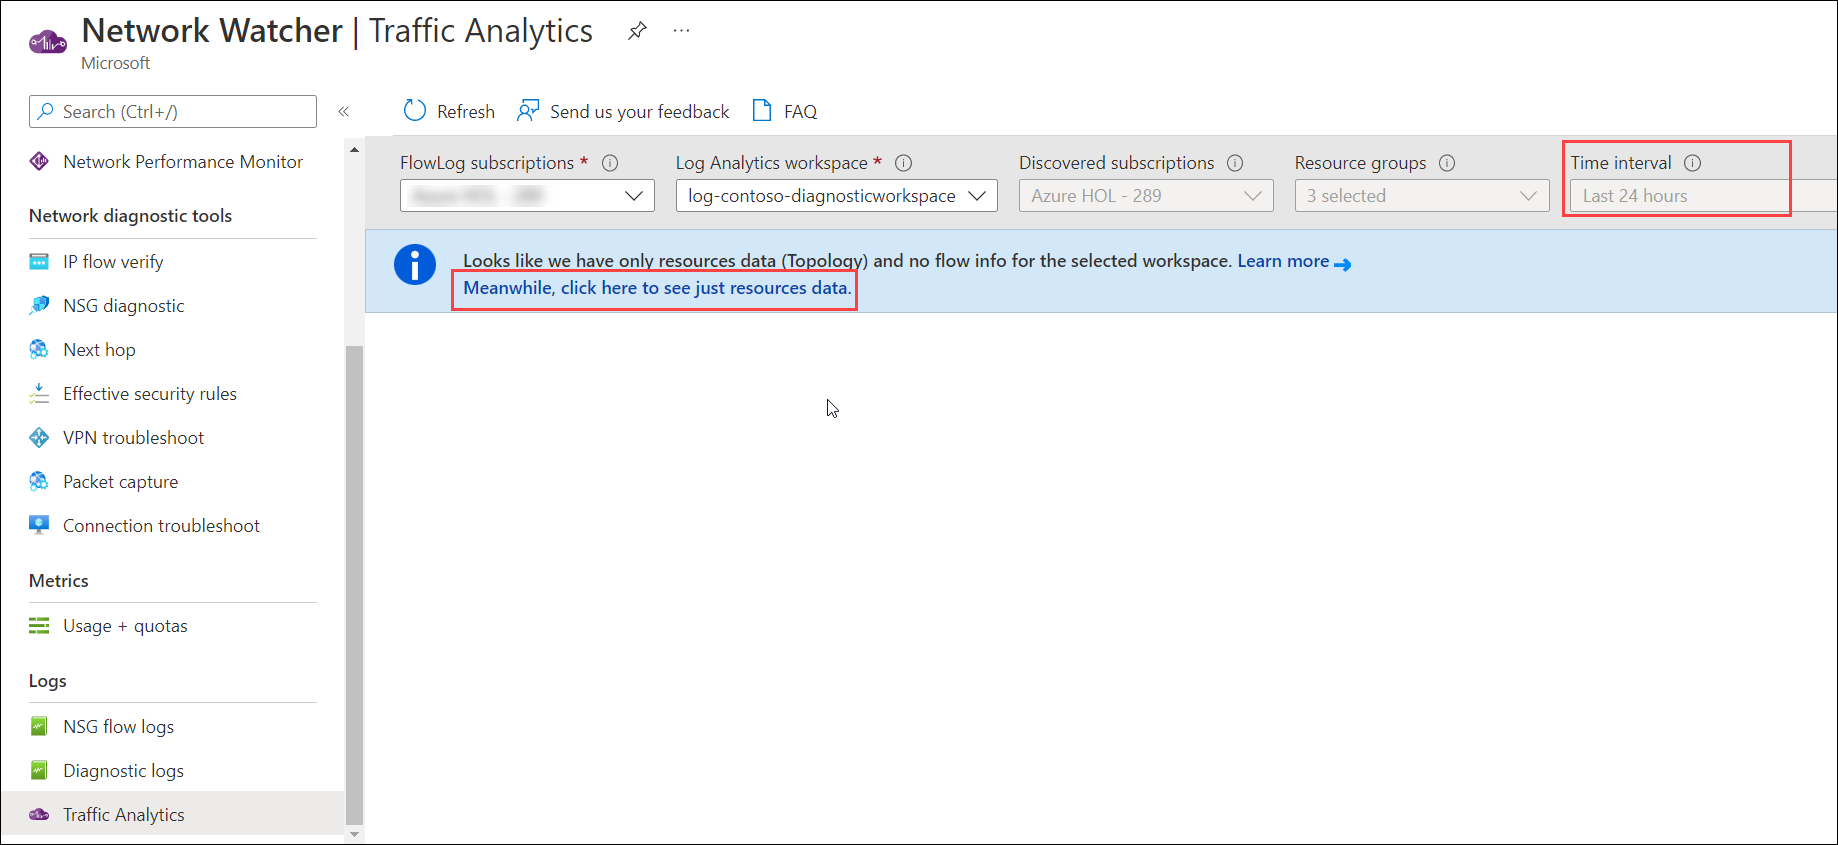 Network Watcher | Traffic Analytics
Microsoft
Search (Ctrl+/)
Network Performance Monitor
Network diagnostic tools
IP flow verify
NSG diagnostic
Next hop
Effective security rules
VPN troubleshoot
Packet capture
Connection troubleshoot
Metrics
Usage + quotas
Logs
NSG flow logs
Diagnostic logs
Traffic Analytics
Refresh
Send us your feedback
FAQ
FlowLog subscriptions *
Log Analytics workspace *
log-contoso-diagnosticworkspace
Discovered subscriptions
Azure HOL - 289
Resource groups
3 selected
Time interval
Last 24 hours
Looks like we have only resources data (Topology) and no flow info for the selected workspace. Learn more
Meanwhile, click here to see just resources data.